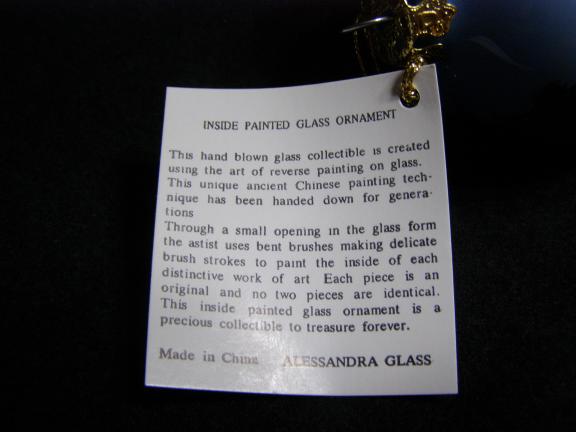 INSIDE PAINTED GLASS ORNAMENT
This hand blown glass collectible is created
using the art of reverse painting on glass.
This unique ancient Chinese painting tech-
nique has been handed down for genera-
tions
Through a small opening in the glass form
the astist uses bent brushes making delicate
brush strokes to paint the inside of each
distinctive work of art Each piece is an
original and no two pieces are identical.
This inside painted glass ornament is a
precious collectible to treasure forever.
Made in China ALESSANDRA GLASS